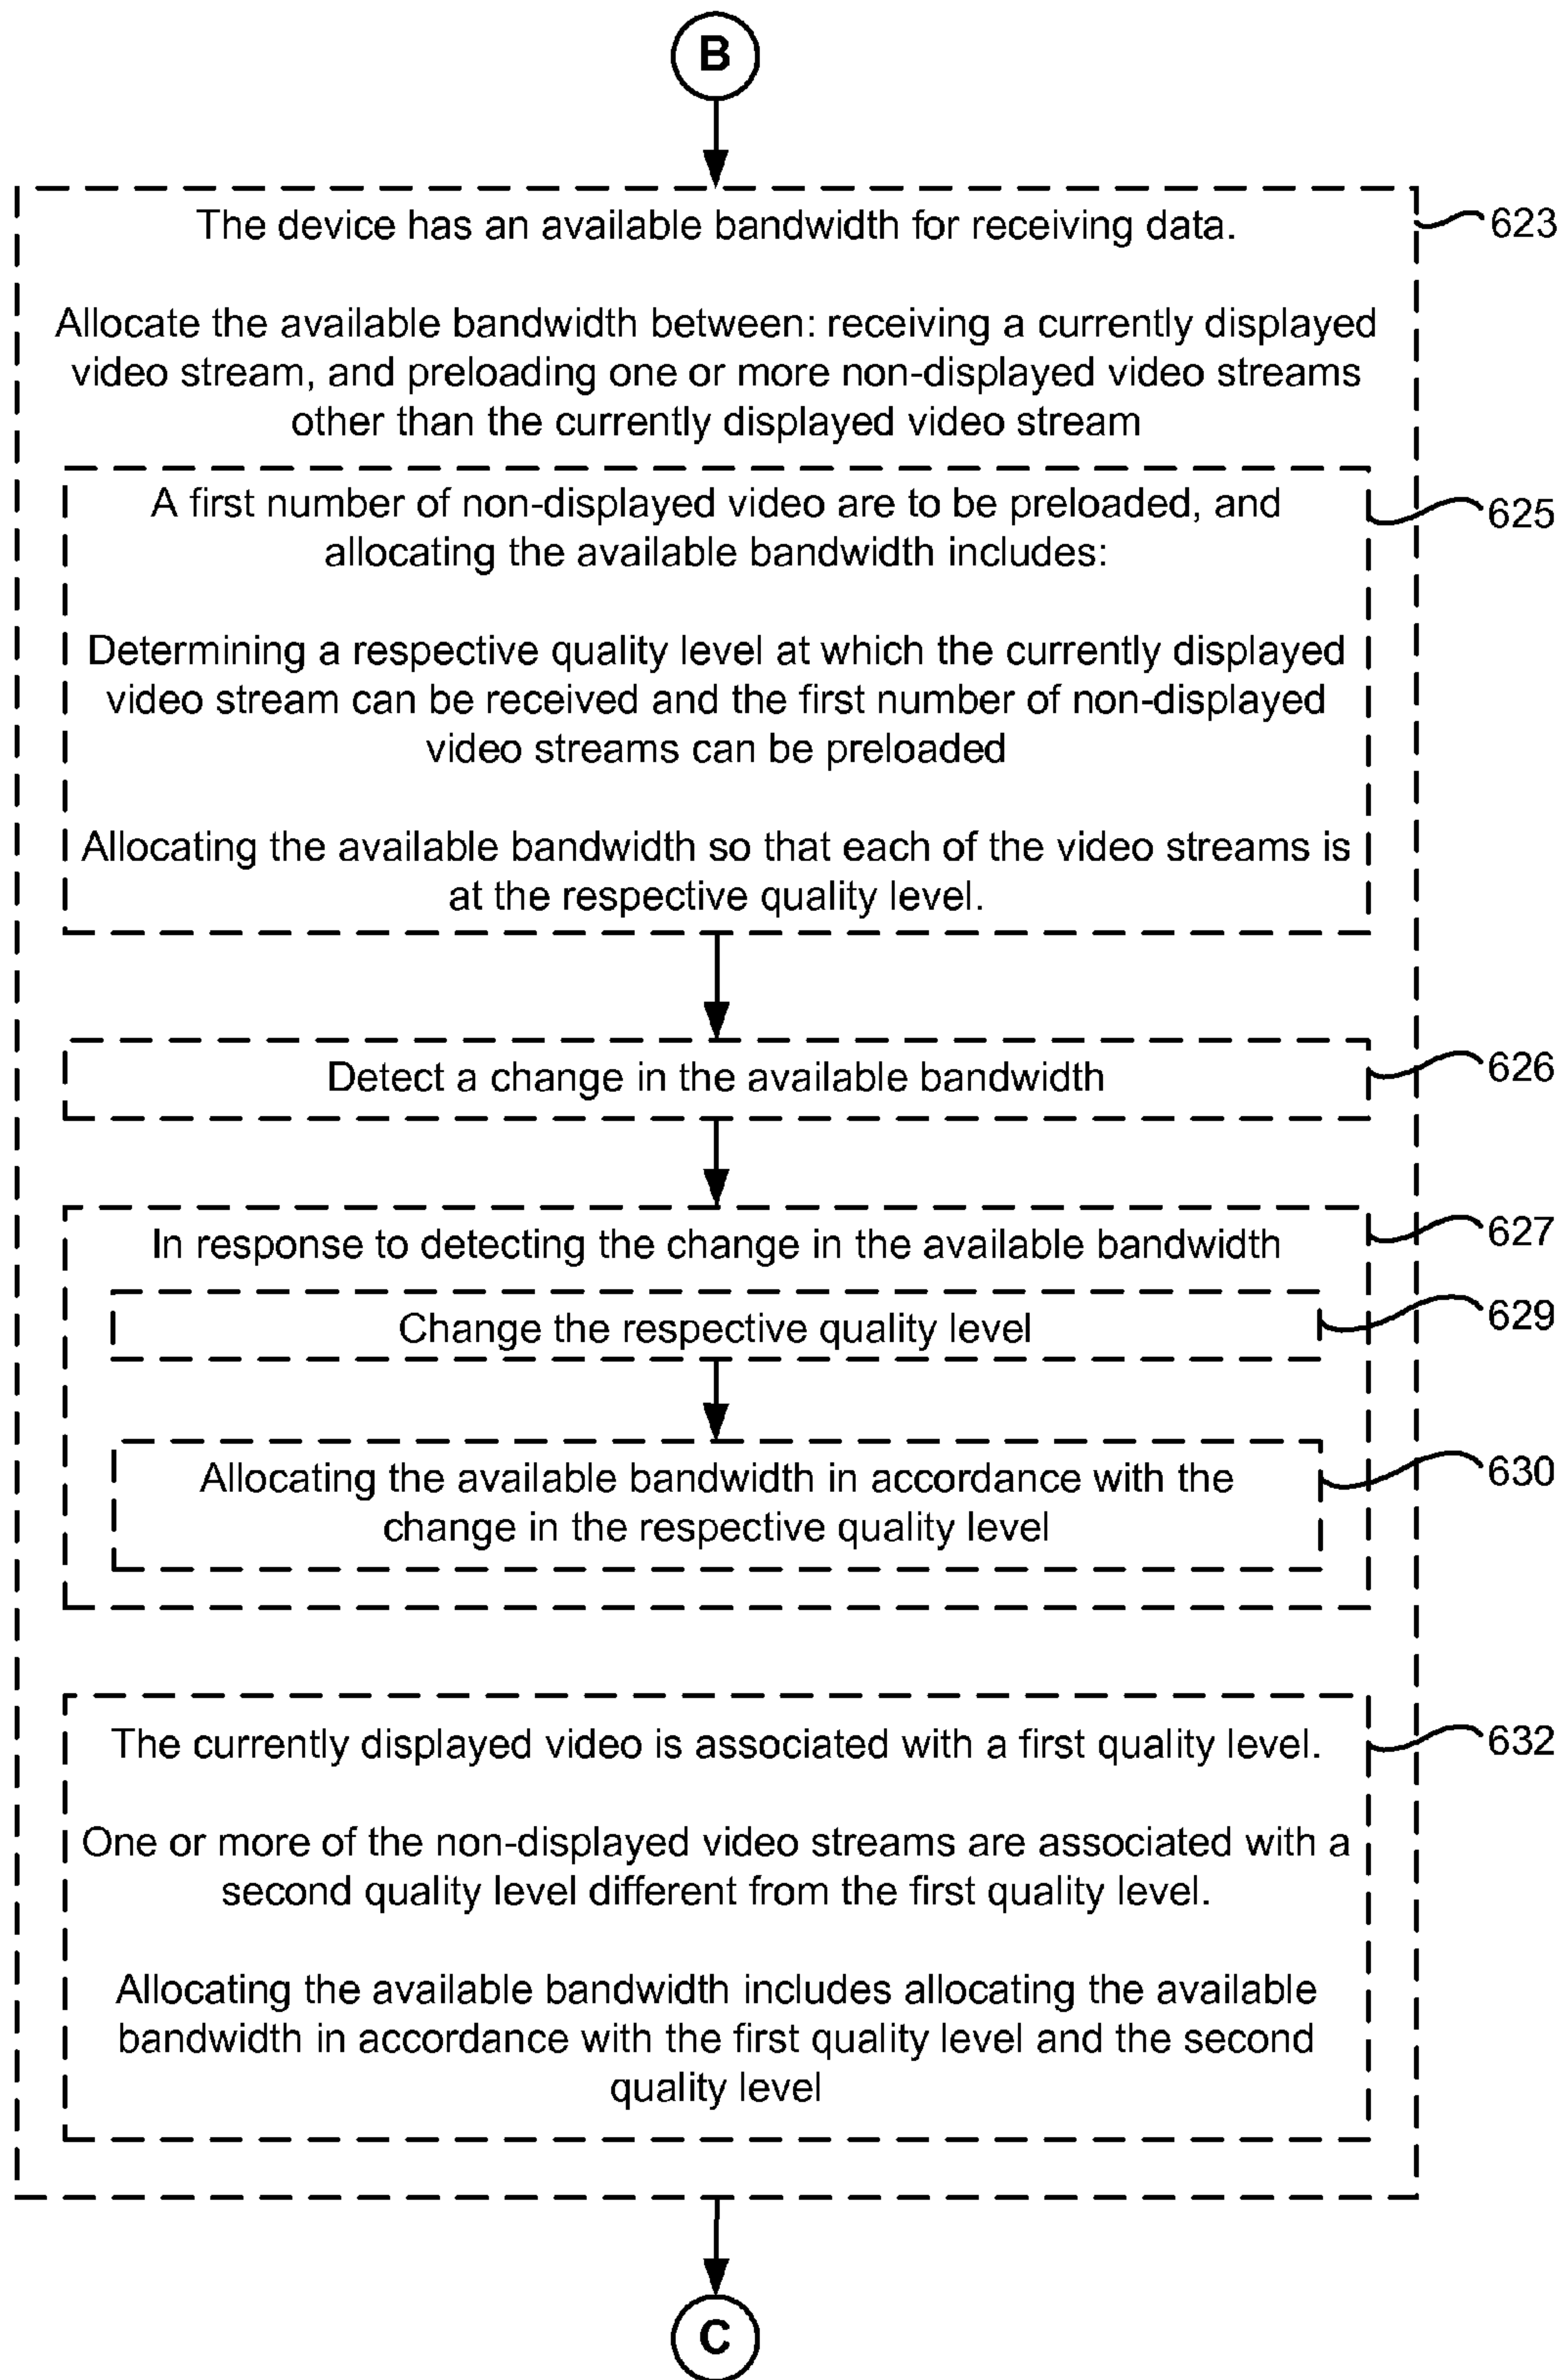 B
The device has an available bandwidth for receiving data.
623
Allocate the available bandwidth between: receiving a currently displayed
video stream, and preloading one or more non-displayed video streams
other than the currently displayed video stream
A first number of non-displayed video are to be preloaded, and
allocating the available bandwidth includes:
625
Determining a respective quality level at which the currently displayed
video stream can be received and the first number of non-displayed
video streams can be preloaded
Allocating the available bandwidth so that each of the video streams is
at the respective quality level.
Detect a change in the available bandwidth
626
In response to detecting the change in the available bandwidth
627
Change the respective quality level
629
Allocating the available bandwidth in accordance with the
change in the respective quality level
630
The currently displayed video is associated with a first quality level.
632
One or more of the non-displayed video streams are associated with a
second quality level different from the first quality level.
Allocating the available bandwidth includes allocating the available
bandwidth in accordance with the first quality level and the second
quality level
C